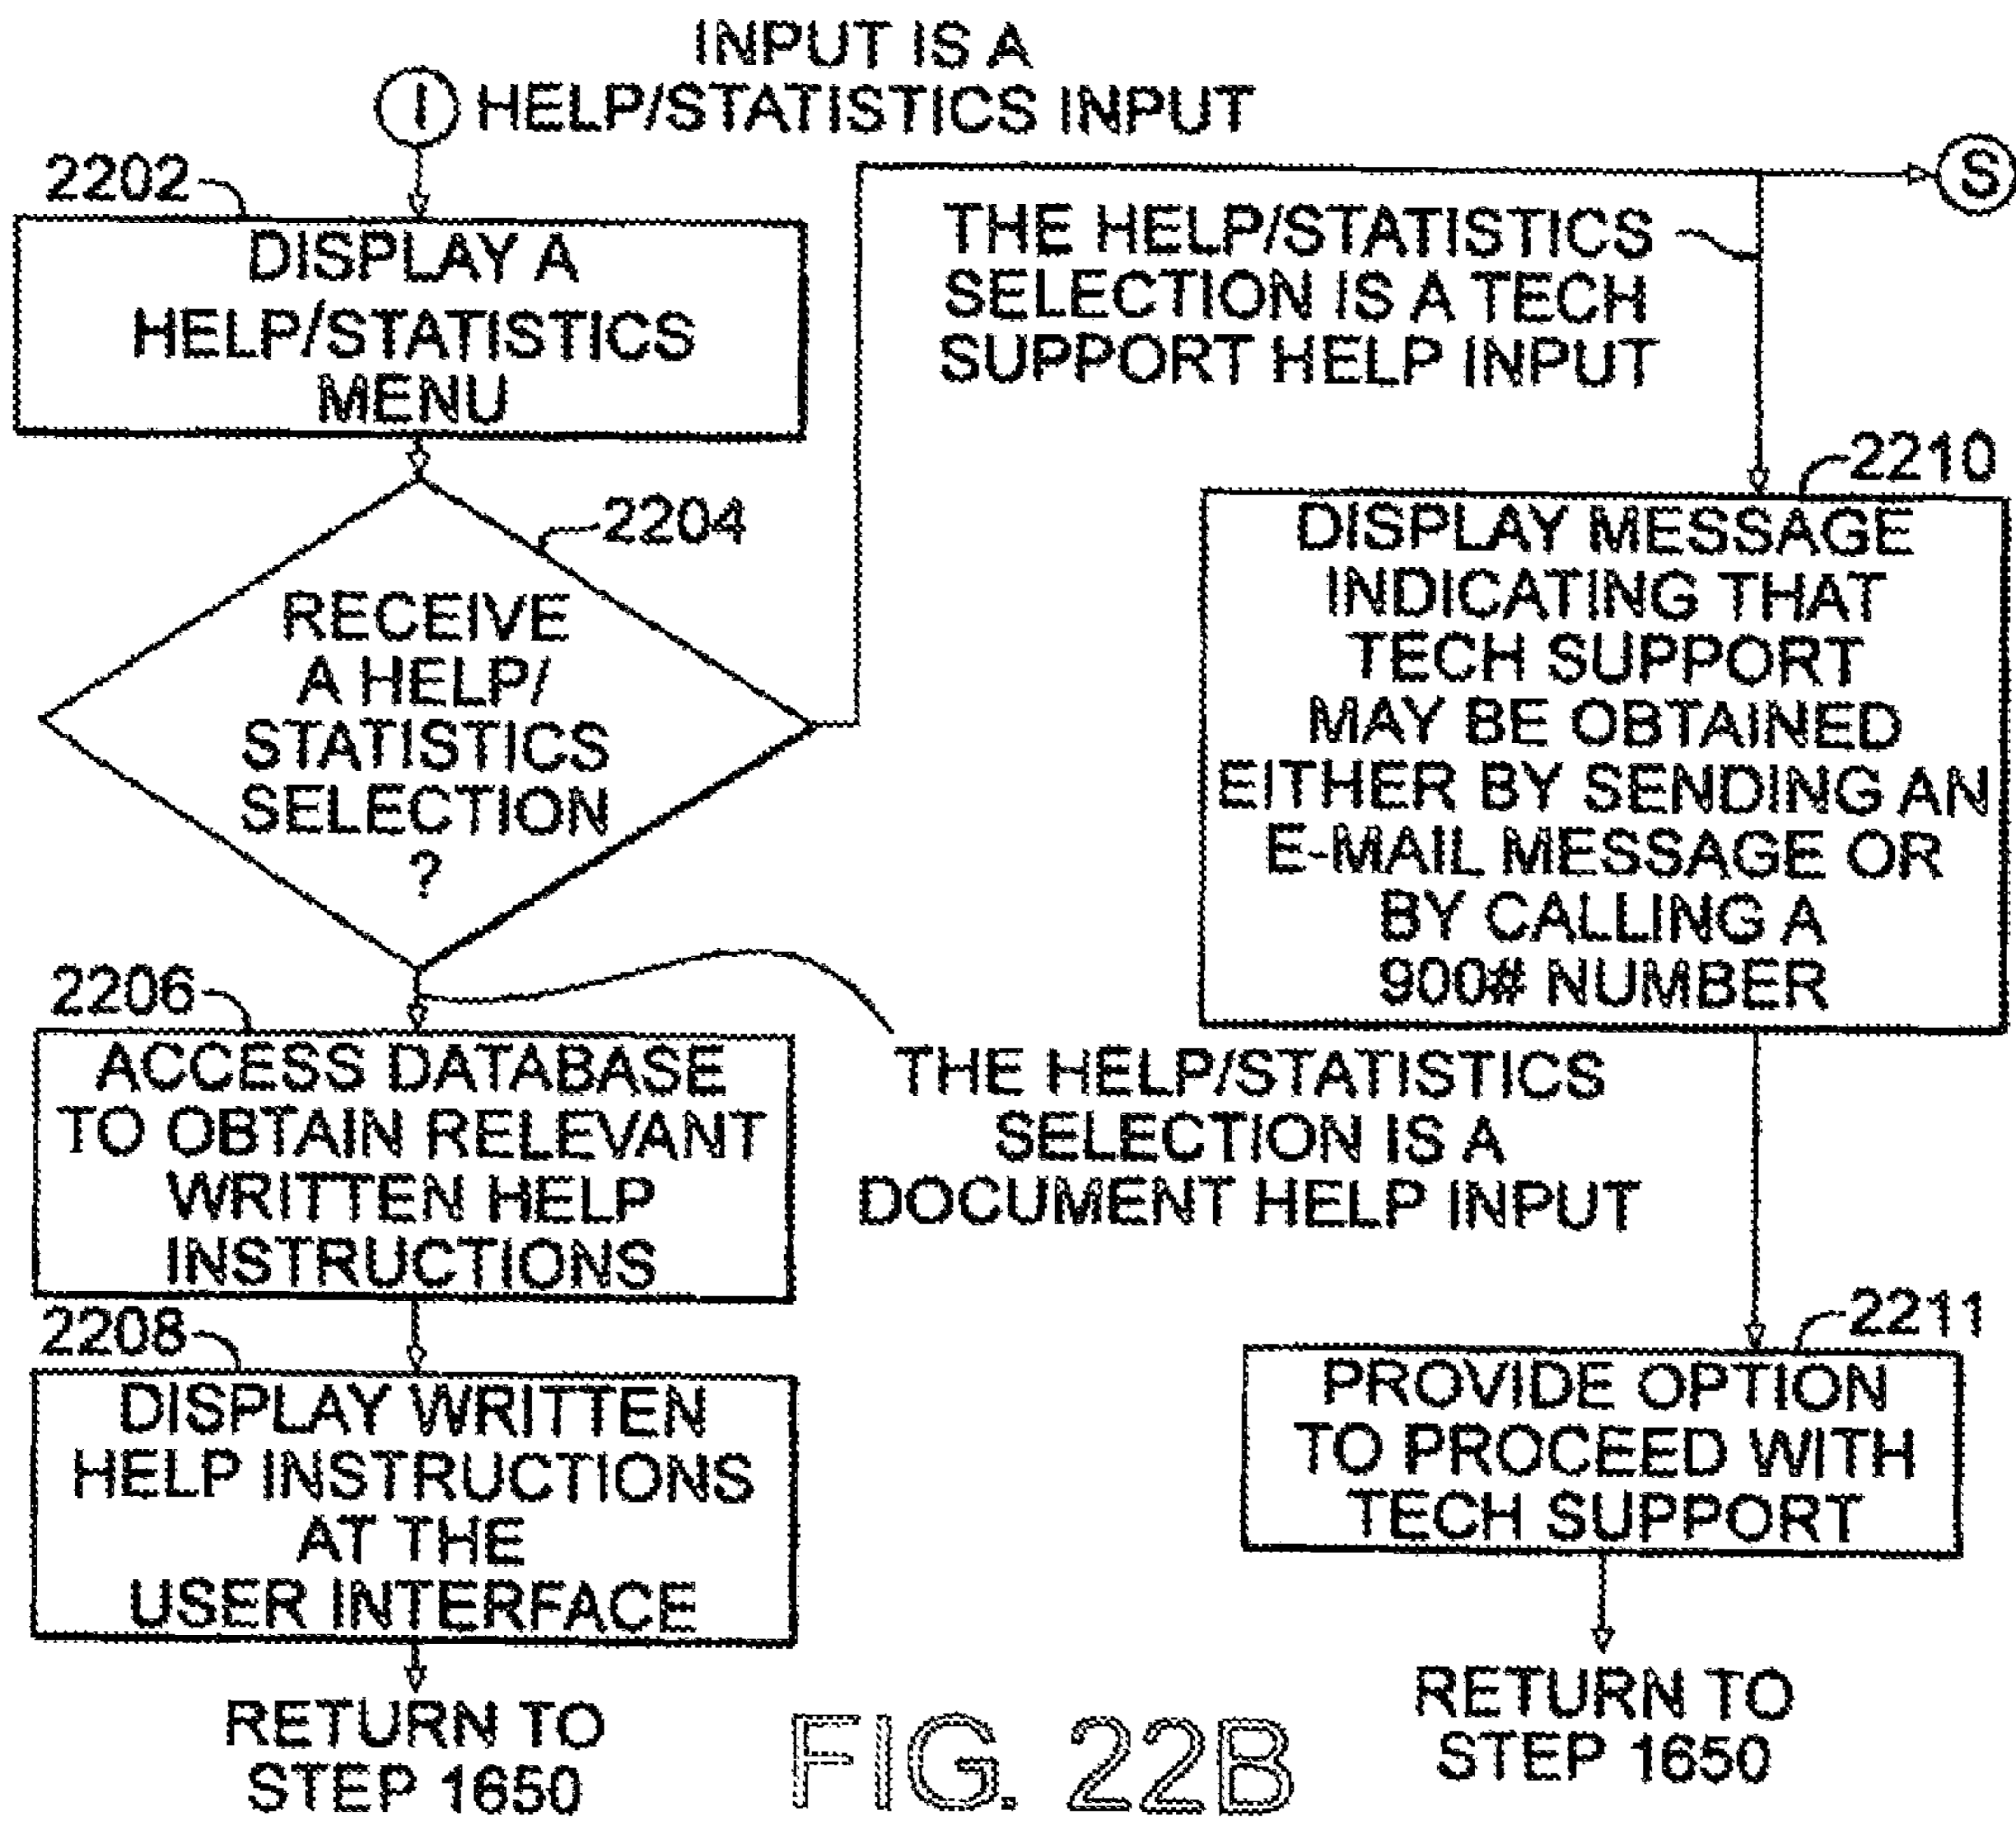 INPUT IS A
I HELP/STATISTICS INPUT
2202
DISPLAY A
HELP/STATISTICS
MENU
S
THE HELP/STATISTICS
SELECTION IS A TECH
SUPPORT HELP INPUT
2204
RECEIVE
A HELP/
STATISTICS
SELECTION
?
2210
DISPLAY MESSAGE
INDICATING THAT
TECH SUPPORT
MAY BE OBTAINED
EITHER BY SENDING AN
E-MAIL MESSAGE OR
BY CALLING A
900# NUMBER
2206
ACCESS DATABASE
TO OBTAIN RELEVANT
WRITTEN HELP
INSTRUCTIONS
THE HELP/STATISTICS
SELECTION IS A
DOCUMENT HELP INPUT
2208
DISPLAY WRITTEN
HELP INSTRUCTIONS
AT THE
USER INTERFACE
2211
PROVIDE OPTION
TO PROCEED WITH
TECH SUPPORT
RETURN TO
STEP 1650
RETURN TO
STEP 1650
FIG. 22B